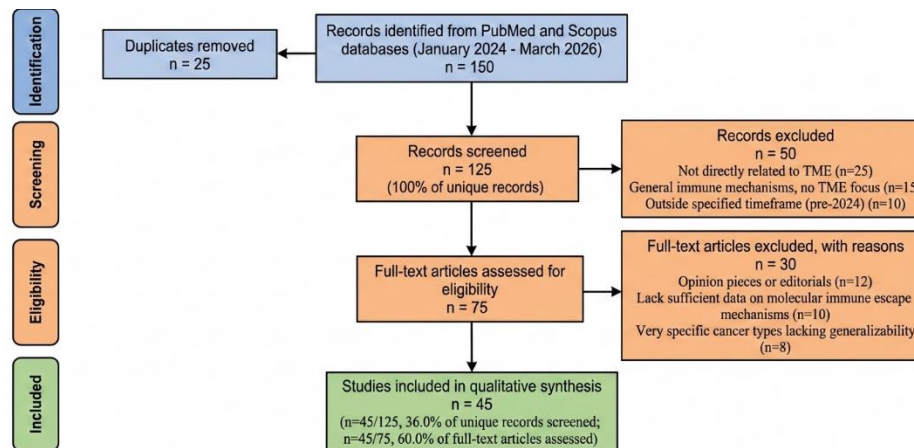 Identification
Duplicates removed
n = 25
Records identified from PubMed and Scopus
databases (January 2024 - March 2026)
n = 150
Screening
Records screened
n = 125
(100% of unique records)
Records excluded
n = 50
Not directly related to TME (n=25)
General immune mechanisms, no TME focus (n=15
Outside specified timeframe (pre-2024) (n=10)
Eligibility
Full-text articles assessed for
eligibility
n = 75
Full-text articles excluded, with reasons
n = 30
Opinion pieces or editorials (n=12)
Lack sufficient data on molecular immune escape
mechanisms (n=10)
Very specific cancer types lacking generalizability
(n=8)
Included
Studies included in qualitative synthesis
n = 45
(n=45/125, 36.0% of unique records screened;
n=45/75, 60.0% of full-text articles assessed)